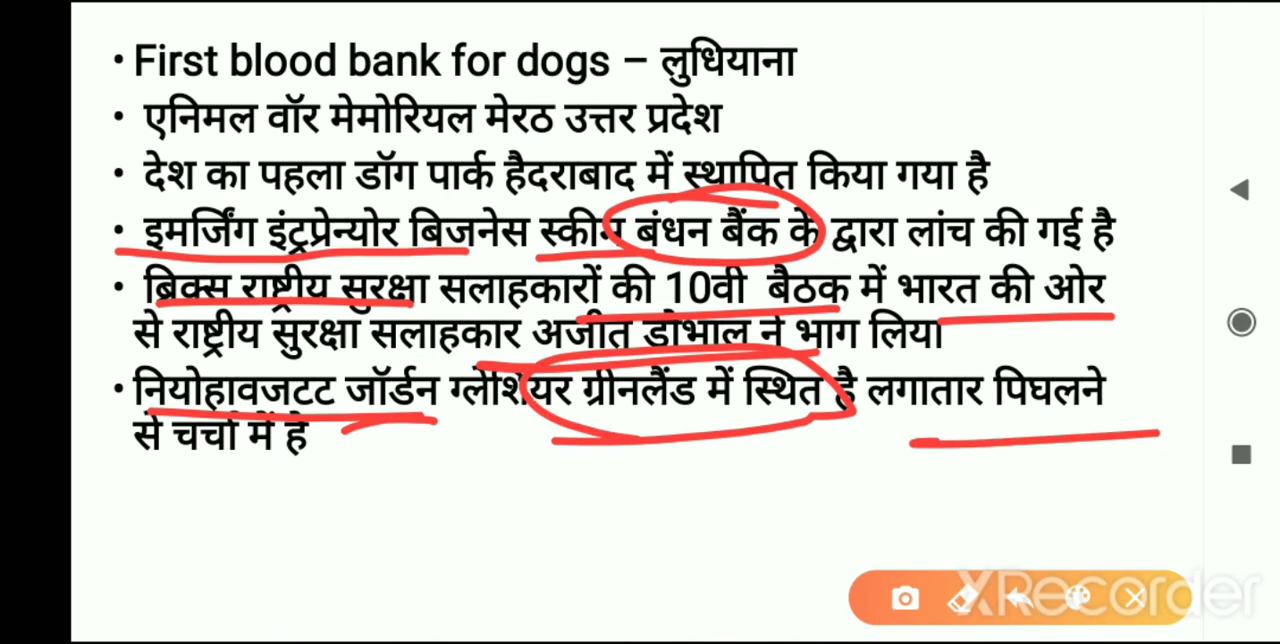 • First blood bank for dogs – लुधियाना
• एनिमल वॉर मेमोरियल मेरठ उत्तर प्रदेश
• देश का पहला डॉग पार्क हैदराबाद में स्थापित किया गया है
• इमर्जिंग इंट्रप्रेन्योर बिजनेस स्कीम बंधन बैंक के द्वारा लांच की गई है
• ब्रिक्स राष्ट्रीय सुरक्षा सलाहकारों की 10वी बैठक में भारत की ओर
से राष्ट्रीय सुरक्षा सलाहकार अजीत डोभाल ने भाग लिया
• नियोहावजटट जॉर्डन ग्लेशियर ग्रीनलैंड में स्थित है लगातार पिघलने
से चर्चा में है
XRecorder